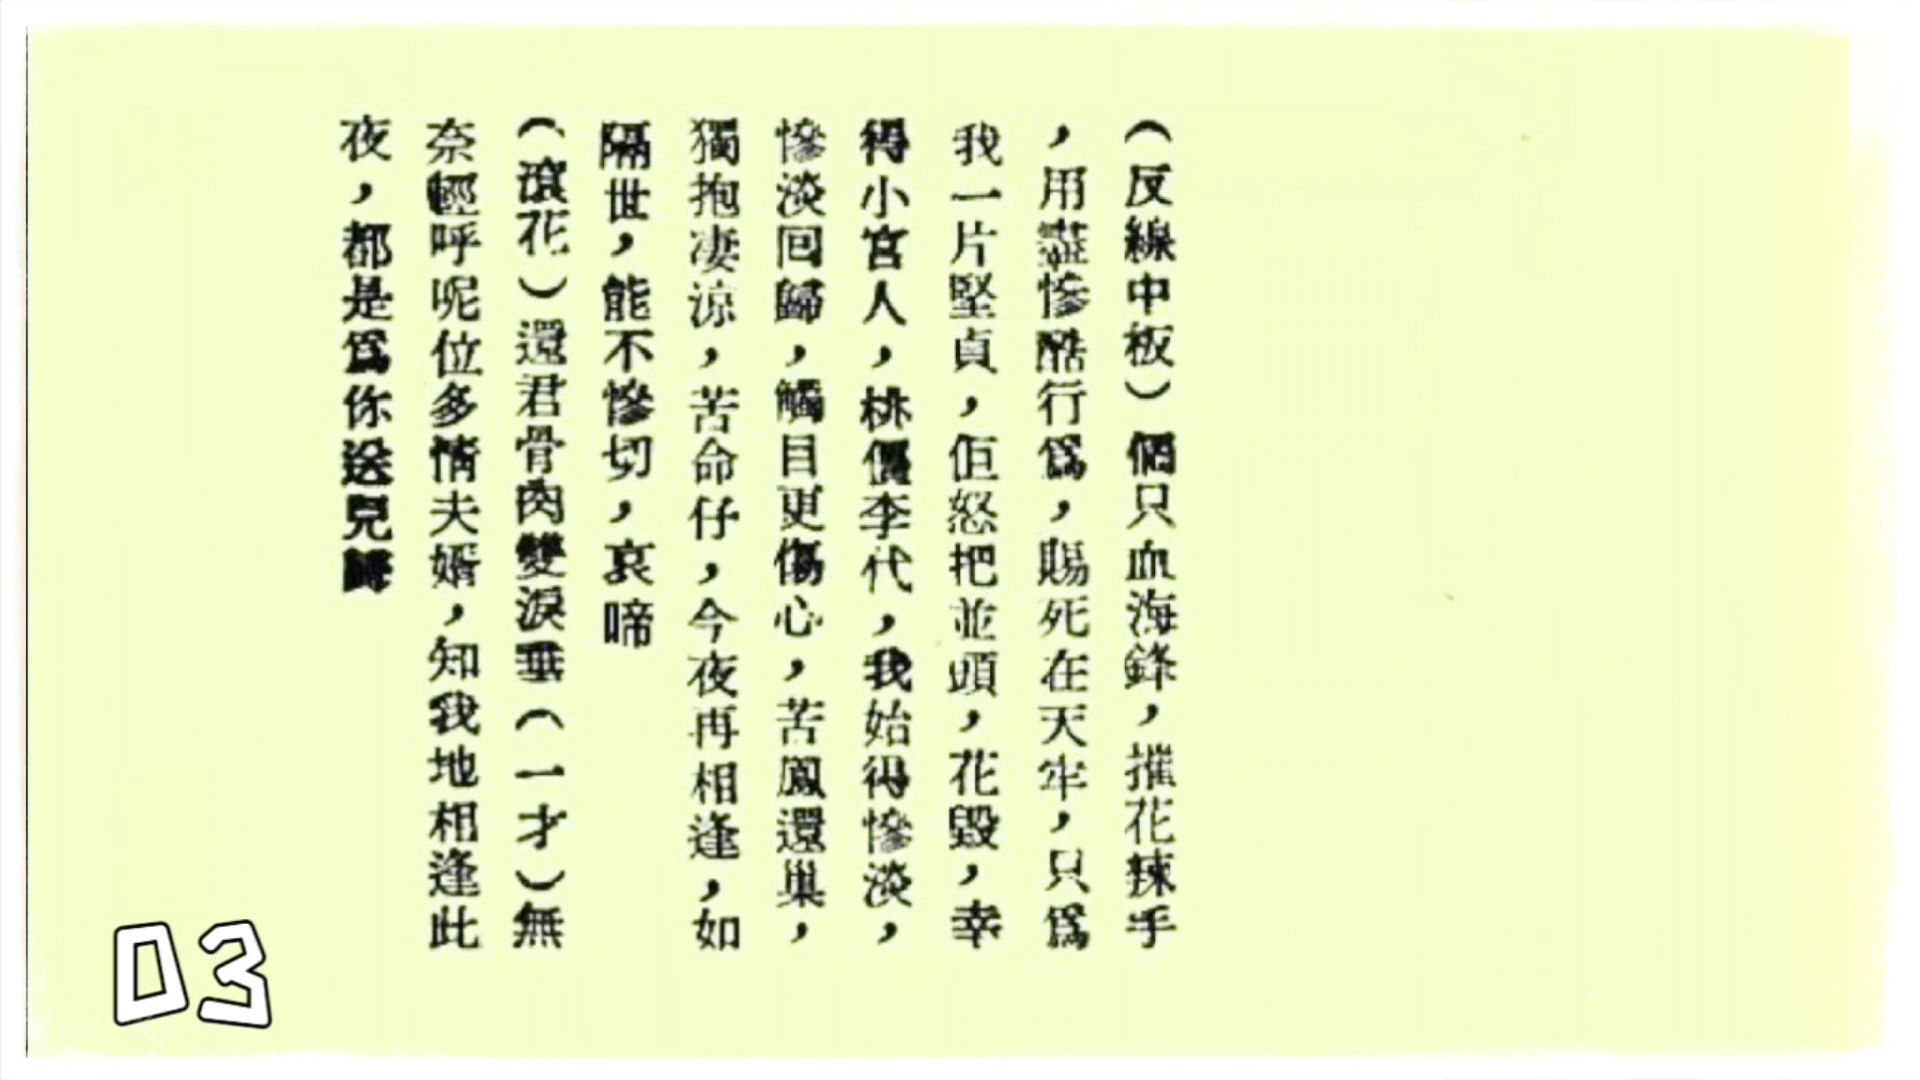 (反線中板)個只血海鋒,摧花辣手
,用盡慘酷行爲,賜死在天牢,只爲
我一片堅貞,佢怒把並頭,花毀,幸
得小官人,桃僵李代,我始得慘淡,
慘淡回歸,觸目更傷心,苦鳳還巢,
獨抱凄涼,苦命仔,今夜再相逢,如
隔世,能不慘切,哀啼
(滾花)還君骨肉雙淚垂(一才)無
奈輕呼呢位多情夫婿,知我地相逢此
夜,都是爲你送兒歸
03